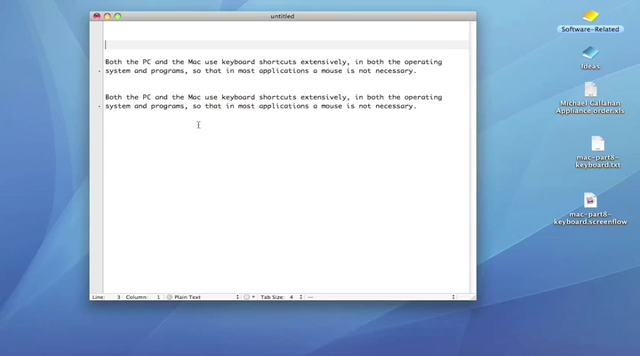 untitled
Both the PC and the Mac use keyboard shortcuts extensively, in both the operating
system and programs, so that in most applications a mouse is not necessary.
Both the PC and the Mac use keyboard shortcuts extensively, in both the operating
system and programs, so that in most applications a mouse is not necessary.
Line: 3 Column: 1 Plain Text Tab Size: 4 —
Software-Related
Ideas
Michael Callahan
Appliance order.xls
mac-part8-
keyboard.txt
mac-part8-
keyboard.screenflow